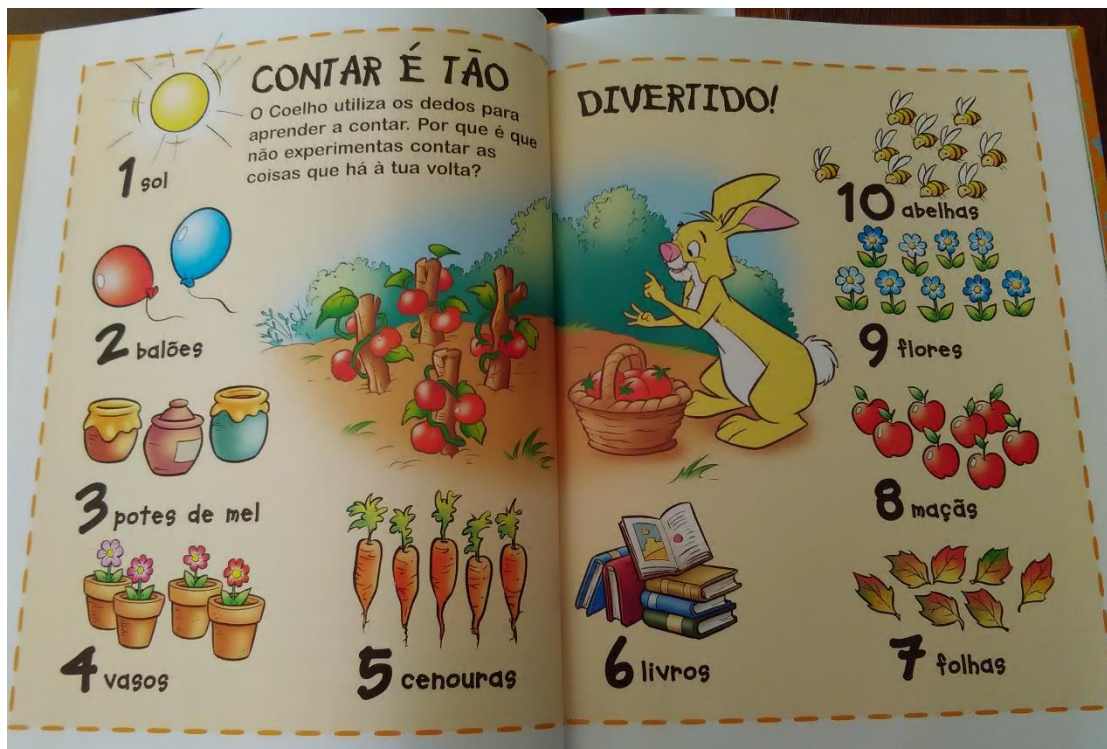 CONTAR É TÃO
DIVERTIDO!
O Coelho utiliza os dedos para
aprender a contar. Por que é que
não experimentas contar as
coisas que há à tua volta?
1 sol
2 balões
3 potes de mel
4 vasos
5 cenouras
6 livros
7 folhas
8 maçãs
9 flores
10 abelhas